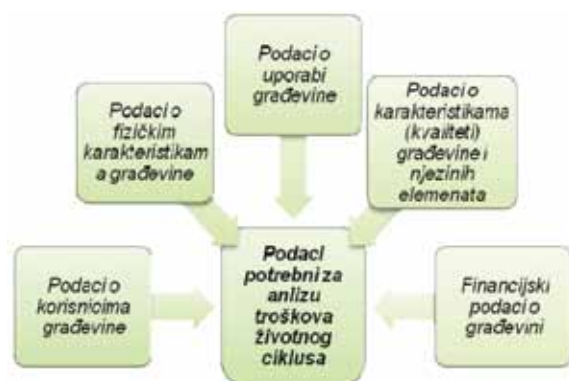 Podaci o
uporabi
građevine
Podaci o
fizičkim
karakteristikam
a građevine
Podaci o
karakteristikama
(kvaliteti)
građevine i
njezinih
elemenata
Podaci o
korisnicima
građevine
Podaci
potrebni za
anlizu
troškova
životnog
ciklusa
Financijski
podaci o
građevini